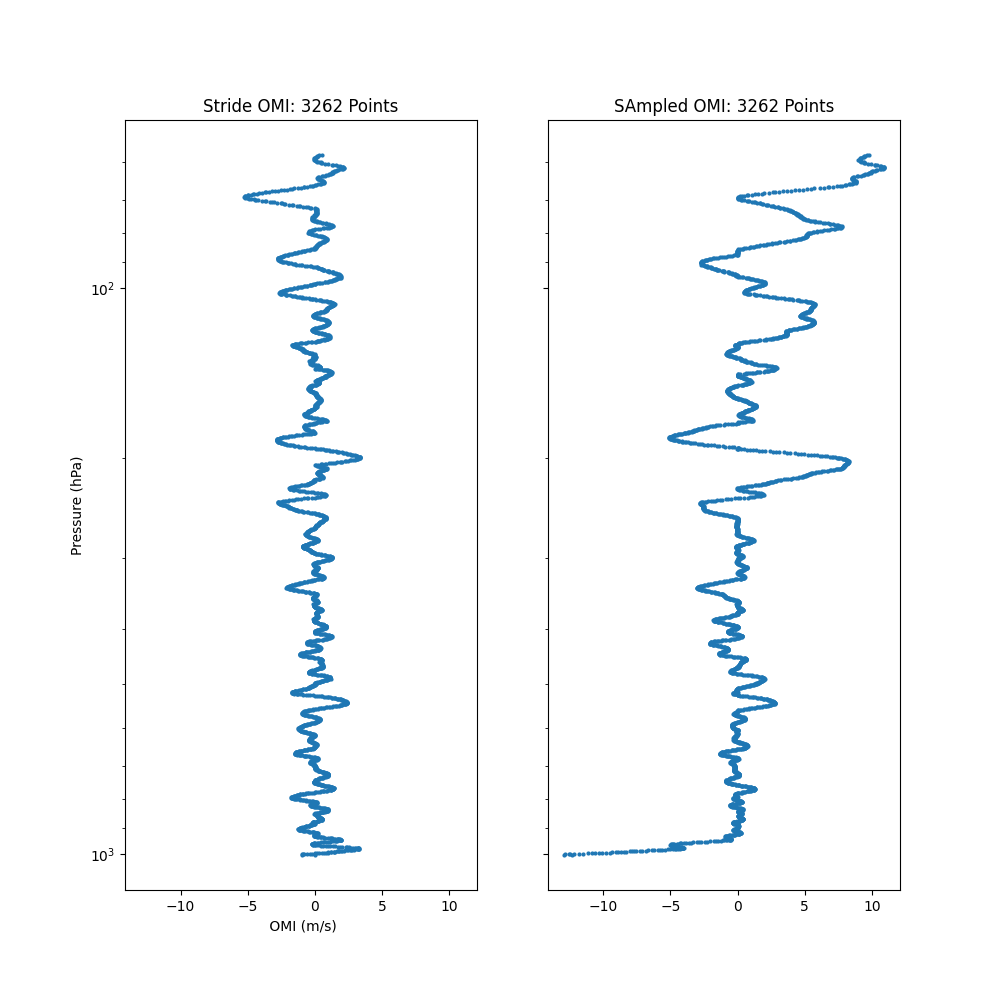 Stride OMI: 3262 Points
SAmpled OMI: 3262 Points
Pressure (hPa)
10²
10³
10²
−10 −5 0 5 10
−10 −5 0 5 10
OMI (m/s)